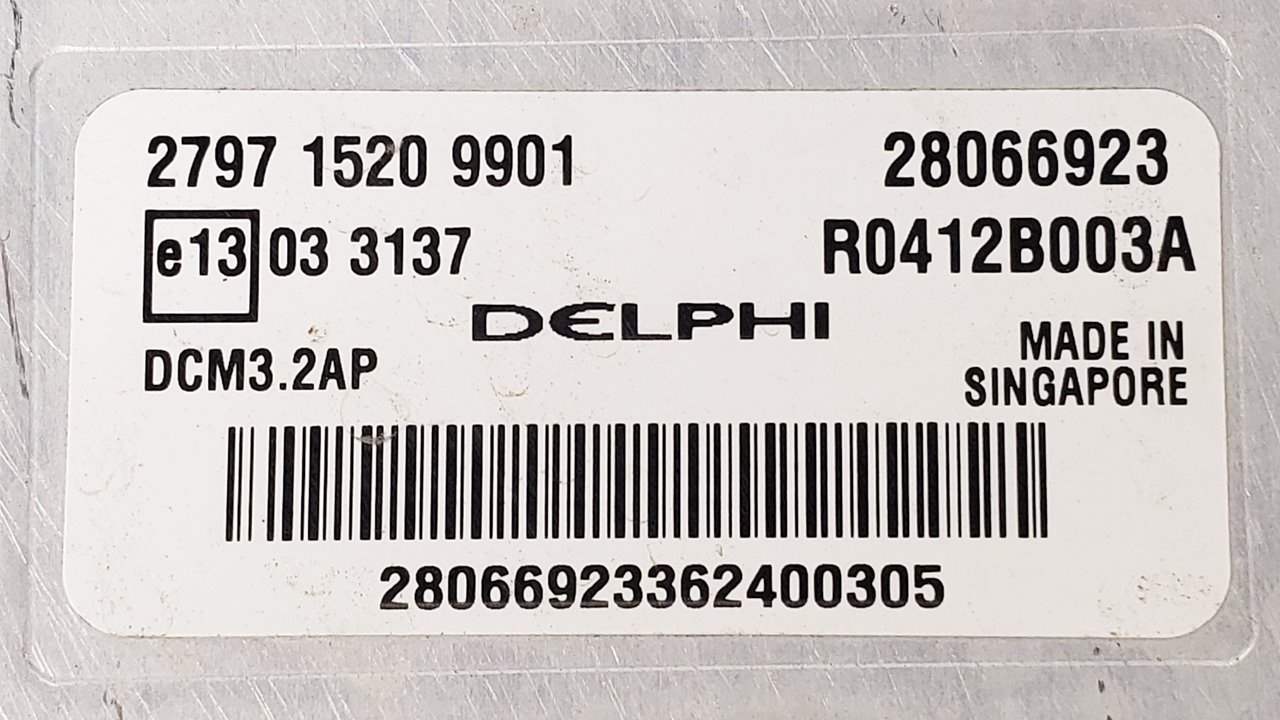 2797 1520 9901 28066923
e13 03 3137 R0412B003A
DELPHI
DCM3.2AP
MADE IN
SINGAPORE
28066923362400305